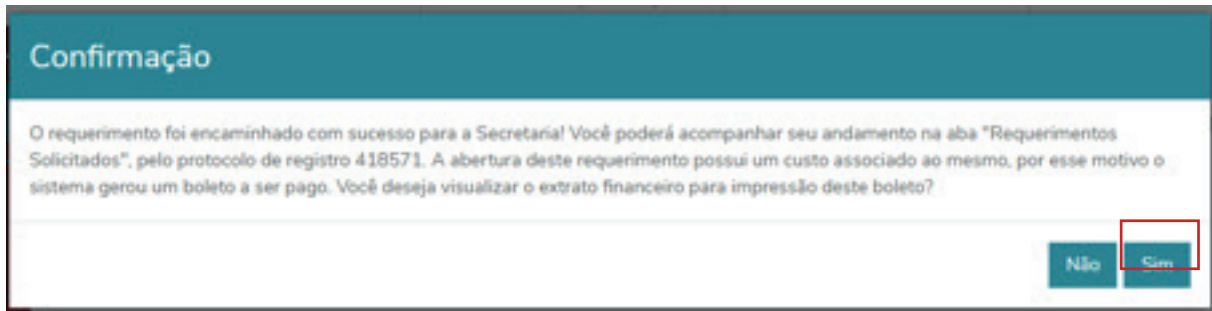 Confirmação
O requerimento foi encaminhado com sucesso para a Secretaria! Você poderá acompanhar seu andamento na aba "Requerimentos
Solicitados", pelo protocolo de registro 418571. A abertura deste requerimento possui um custo associado ao mesmo, por esse motivo o
sistema gerou um boleto a ser pago. Você deseja visualizar o extrato financeiro para impressão deste boleto?
Não Sim